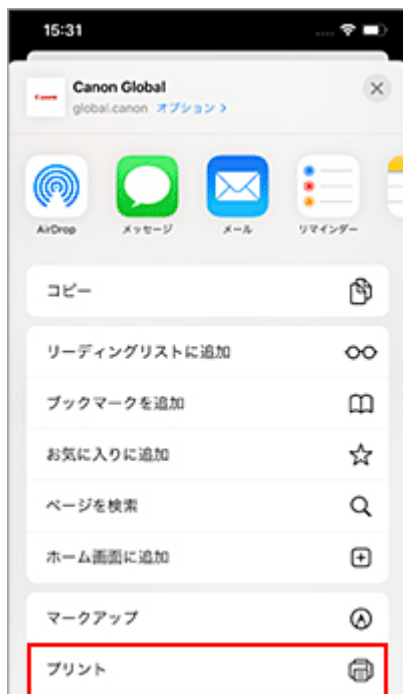 15:31
Canon
Canon Global
global.canon オプション >
AirDrop
メッセージ
メール
リマインダー
コピー
リーディングリストに追加
ブックマークを追加
お気に入りに追加
ページを検索
ホーム画面に追加
マークアップ
プリント